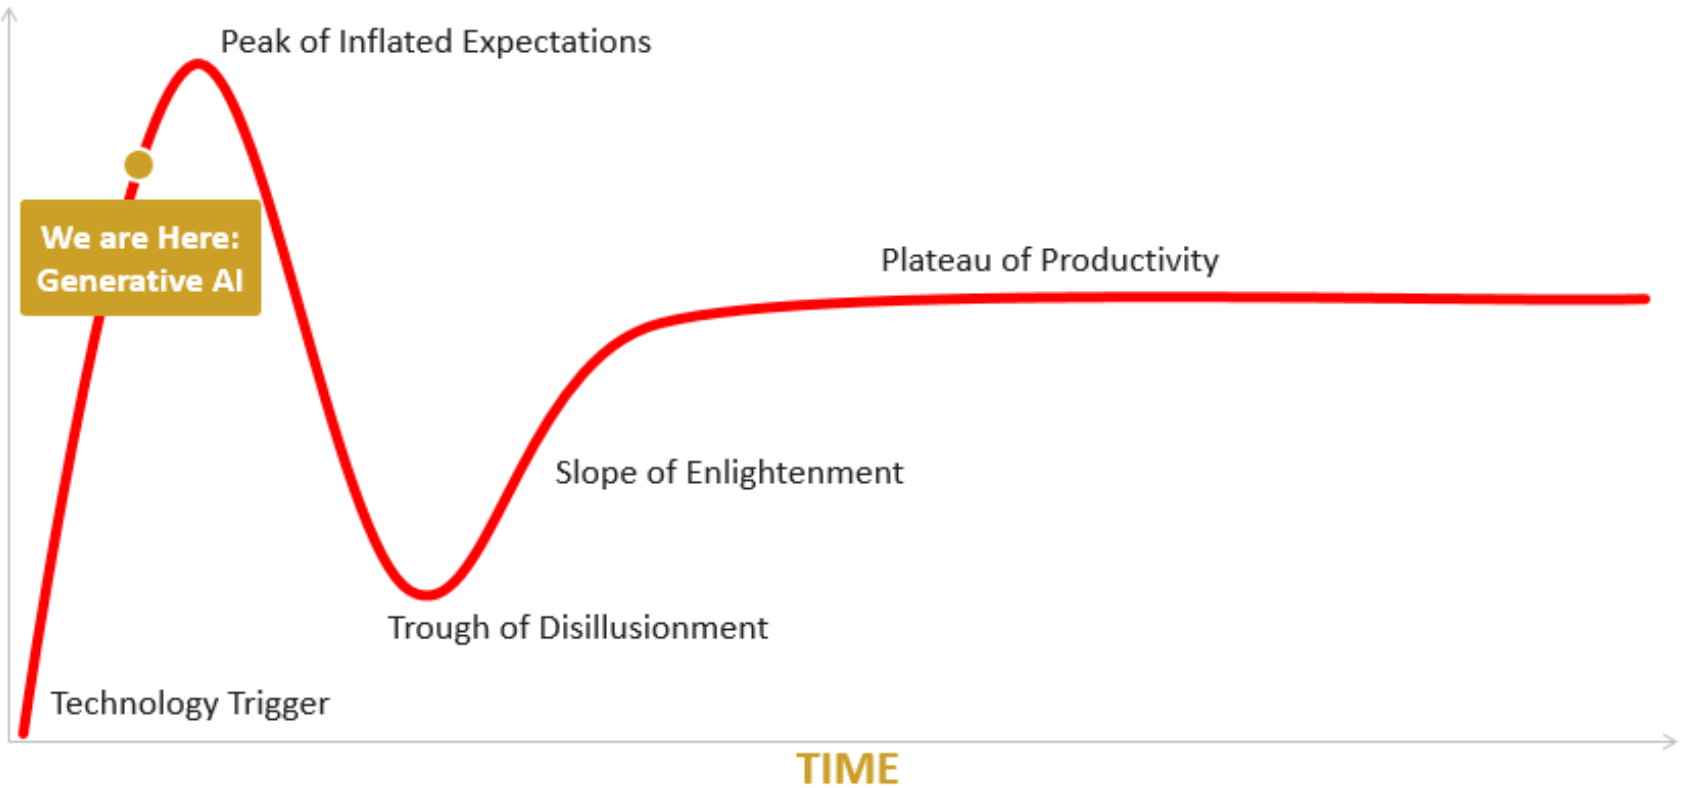 Peak of Inflated Expectations
We are Here:
Generative AI
Plateau of Productivity
Slope of Enlightenment
Trough of Disillusionment
Technology Trigger
TIME